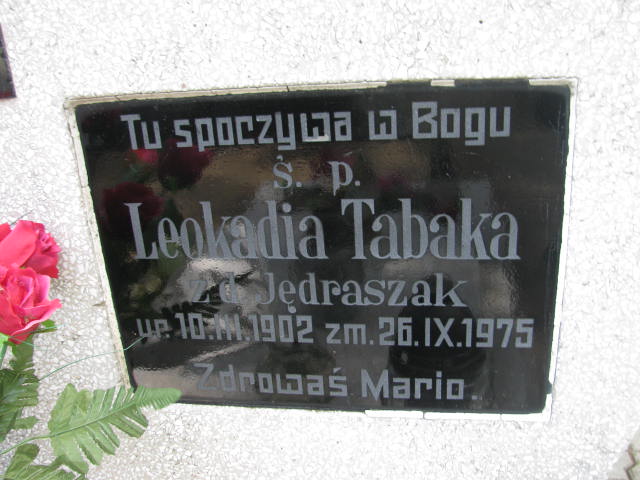 Tu spoczywa w Bogu
ś. p.
Leokadia Tabaka
z d. Jędraszak
ur. 10.III.1902 zm. 26.IX.1975
Zdrowaś Mario.